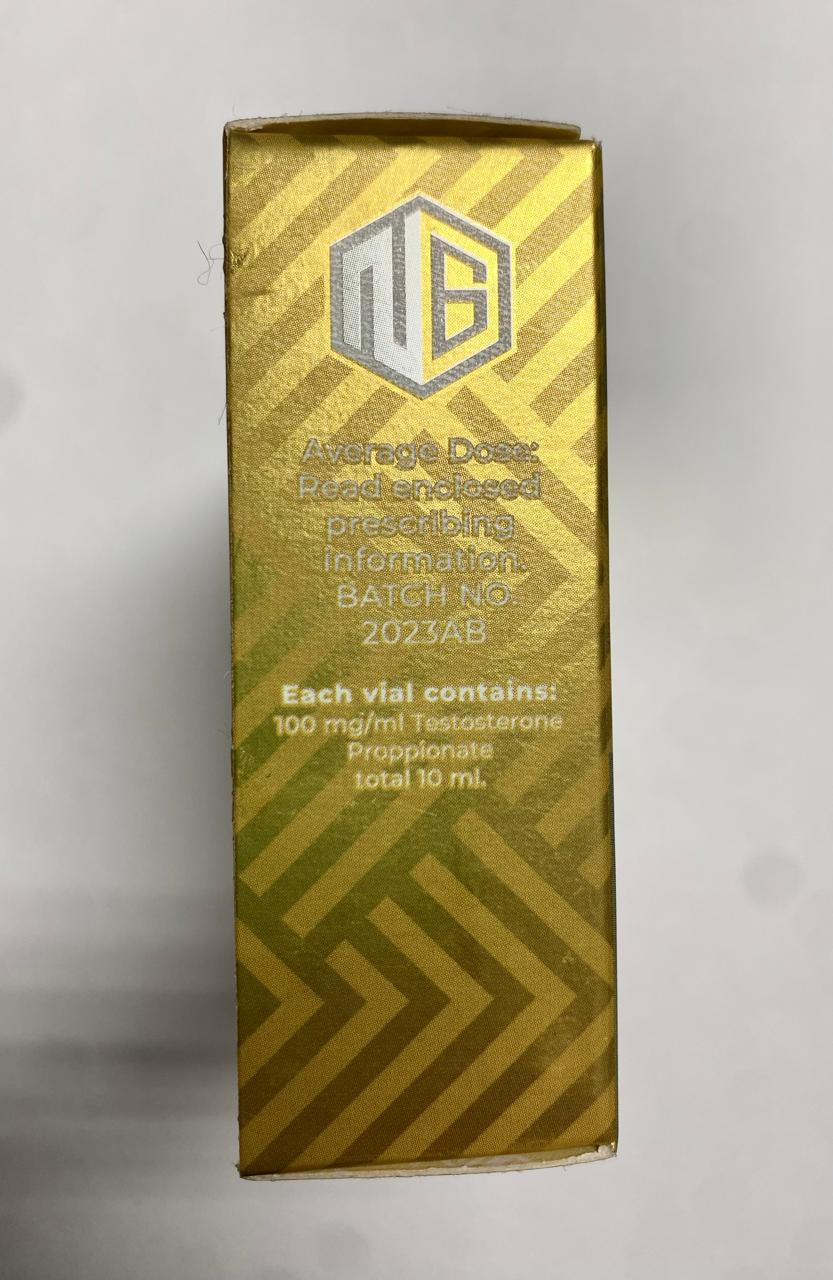 NG
Average Dose:
Read enclosed
prescribing
information.
BATCH NO.
2023AB
Each vial contains:
100 mg/ml Testosterone
Proppionate
total 10 ml.